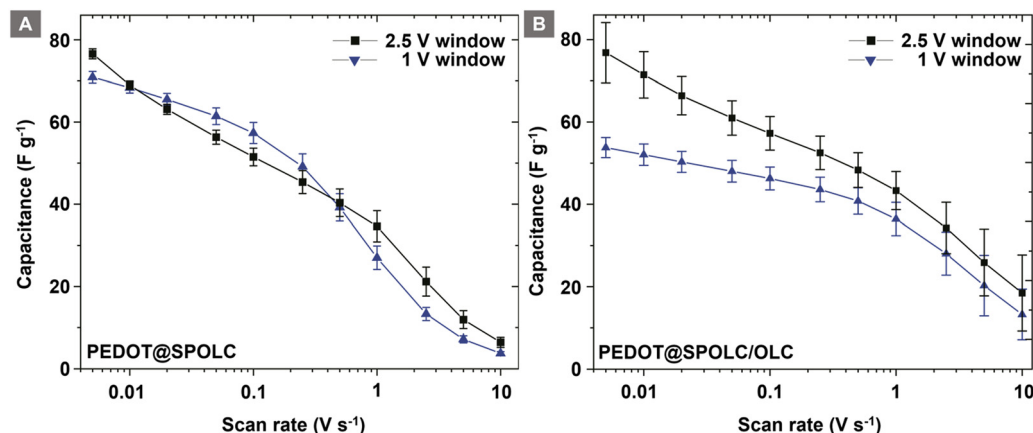 A
2.5 V window
1 V window
80
60
40
20
0
Capacitance (F g⁻¹)
PEDOT@SPOLC
0.01 0.1 1 10
Scan rate (V s⁻¹)
B
2.5 V window
1 V window
80
60
40
20
0
Capacitance (F g⁻¹)
PEDOT@SPOLC/OLC
0.01 0.1 1 10
Scan rate (V s⁻¹)